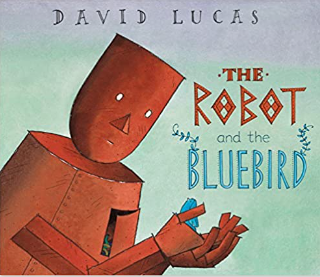 DAVID LUCAS
·THE·
ROBOT
and the
BLUEBIRD